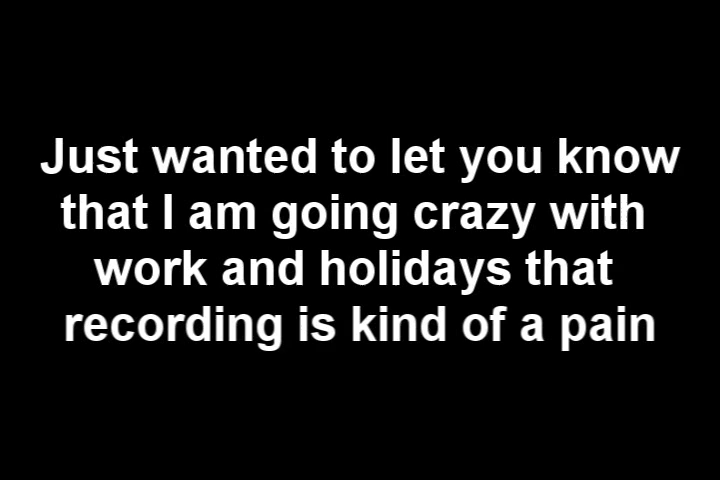 Just wanted to let you know
that I am going crazy with
work and holidays that
recording is kind of a pain